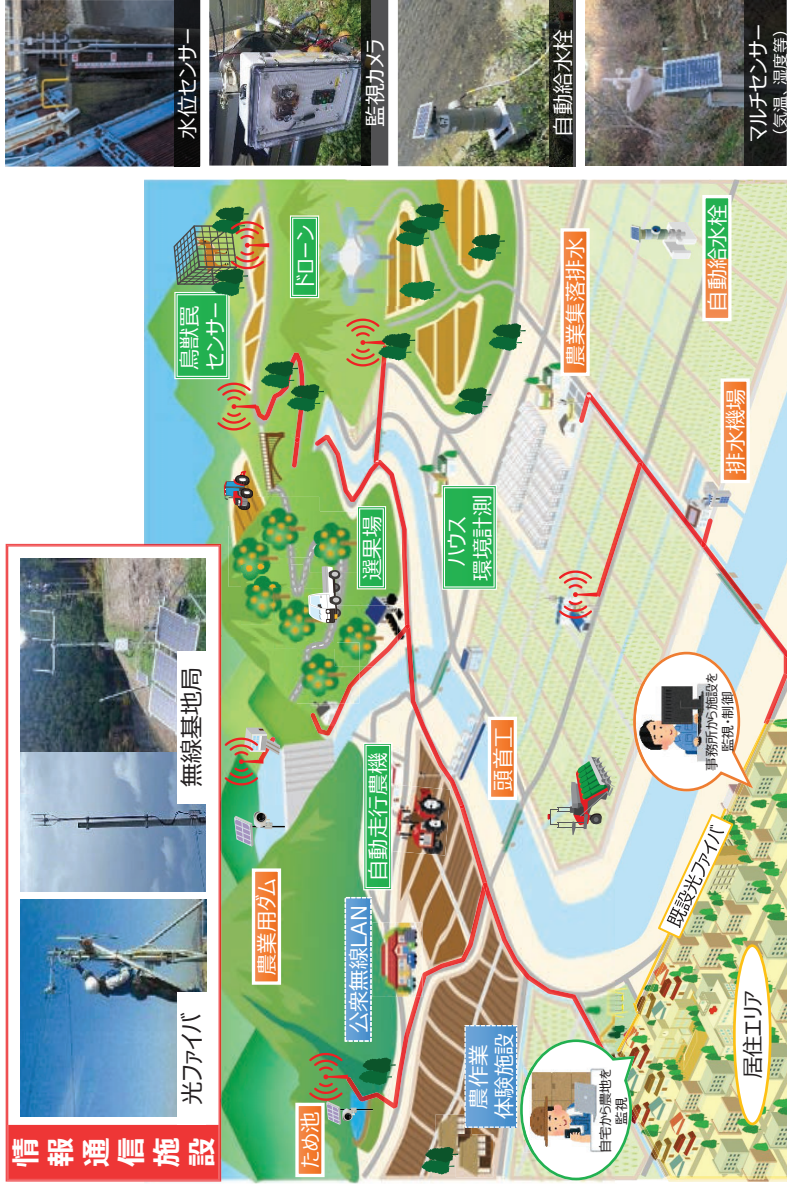 情報通信施設
光ファイバ
無線基地局
水位センサー
監視カメラ
自動給水栓
マルチセンサー
（気温、湿度等）
ため池
農業用ダム
公衆無線LAN
自動走行農機
農作業
体験施設
頭首工
選果場
鳥獣罠
センサー
ドローン
ハウス
環境計測
農業集落排水
自動給水栓
排水機場
事務所から施設を
監視・制御
既設光ファイバ
自宅から農地を
監視
居住エリア